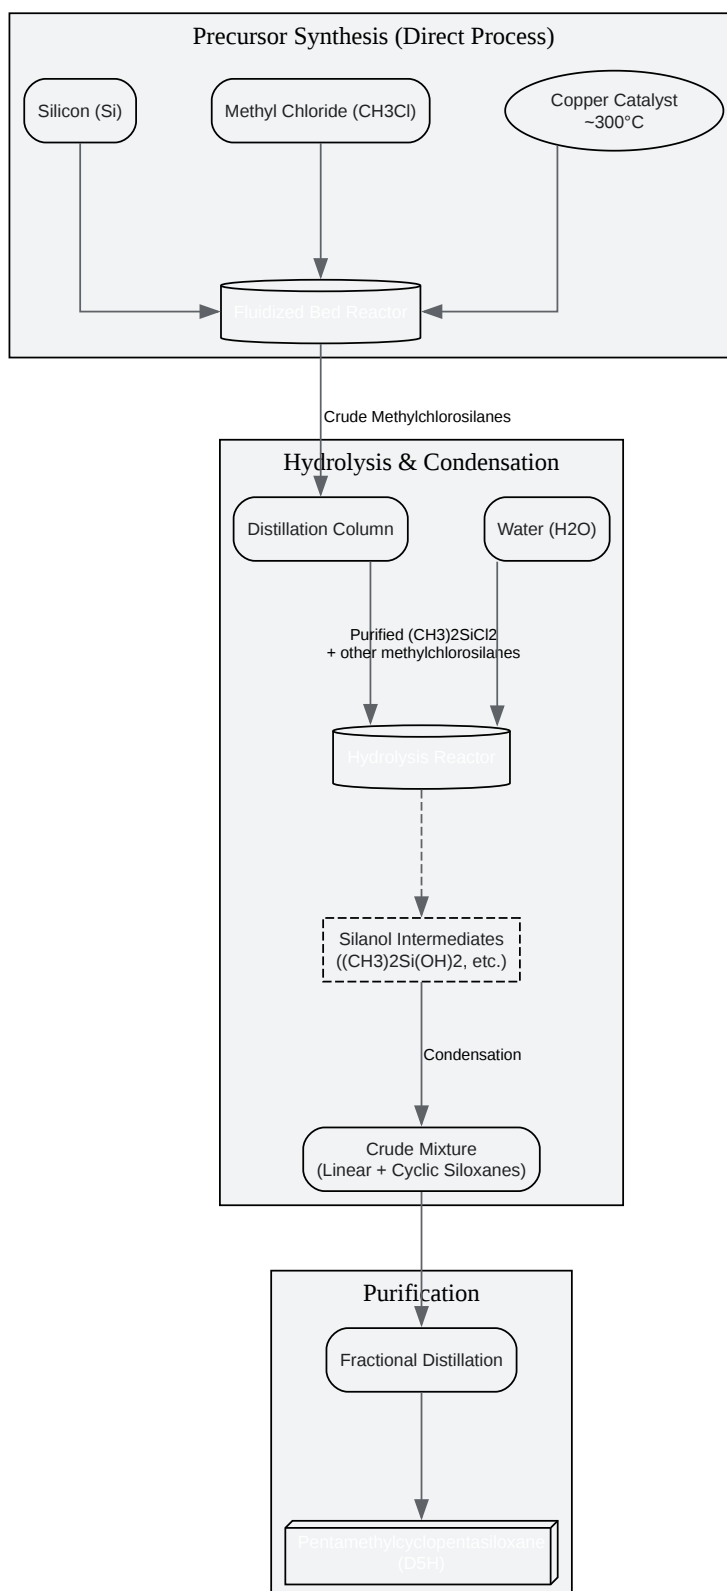 Precursor Synthesis (Direct Process)
Silicon (Si)
Methyl Chloride (CH3Cl)
Copper Catalyst
~300°C
Fluidized Bed Reactor
Crude Methylchlorosilanes
Hydrolysis & Condensation
Distillation Column
Water (H2O)
Purified (CH3)2SiCl2
+ other methylchlorosilanes
Hydrolysis Reactor
Silanol Intermediates
((CH3)2Si(OH)2, etc.)
Condensation
Crude Mixture
(Linear + Cyclic Siloxanes)
Purification
Fractional Distillation
Pentamethylcyclopentasiloxane
(D5H)